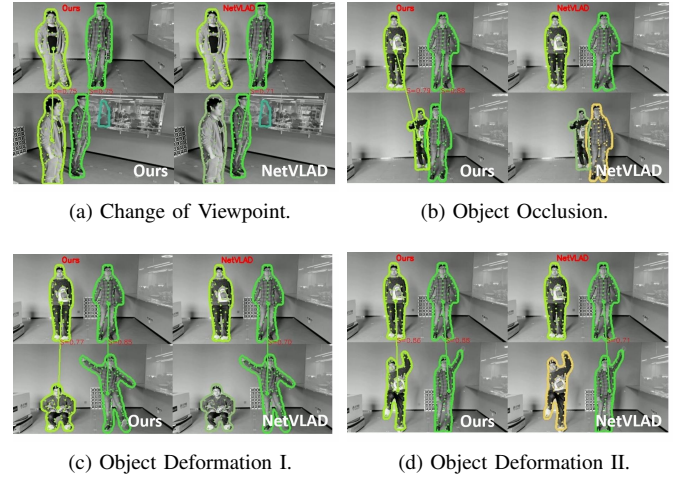 Ours NetVLAD
Ours NetVLAD
(a) Change of Viewpoint.
Ours NetVLAD
Ours NetVLAD
(b) Object Occlusion.
Ours NetVLAD
Ours NetVLAD
(c) Object Deformation I.
Ours NetVLAD
Ours NetVLAD
(d) Object Deformation II.